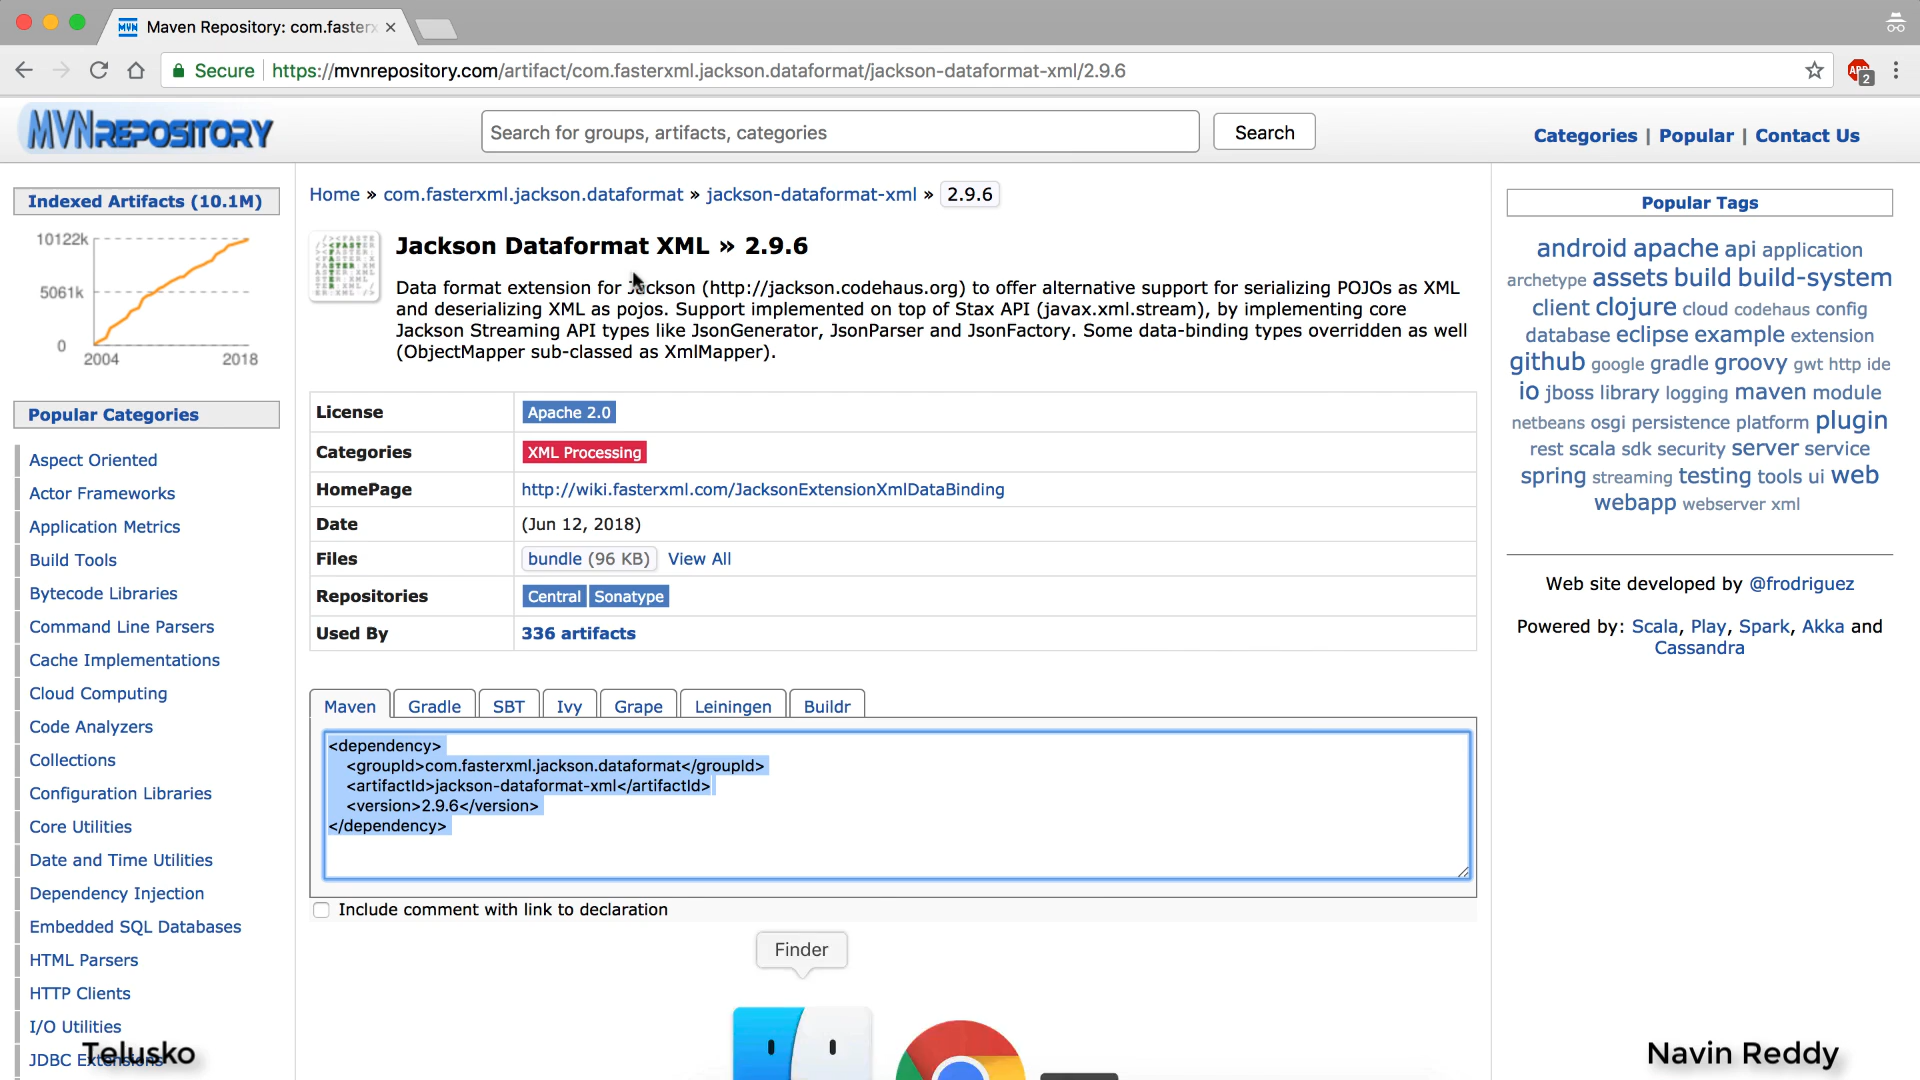 MVN Maven Repository: com.fasterx
Secure https://mvnrepository.com/artifact/com.fasterxml.jackson.dataformat/jackson-dataformat-xml/2.9.6
ABP 2
MVNREPOSITORY
Search for groups, artifacts, categories
Search
Categories | Popular | Contact Us
Indexed Artifacts (10.1M)
10122k
5061k
0
2004 2018
Popular Categories
Aspect Oriented
Actor Frameworks
Application Metrics
Build Tools
Bytecode Libraries
Command Line Parsers
Cache Implementations
Cloud Computing
Code Analyzers
Collections
Configuration Libraries
Core Utilities
Date and Time Utilities
Dependency Injection
Embedded SQL Databases
HTML Parsers
HTTP Clients
I/O Utilities
JDBC Extensions
Telusko
Home » com.fasterxml.jackson.dataformat » jackson-dataformat-xml » 2.9.6
Jackson Dataformat XML » 2.9.6
Data format extension for Jackson (http://jackson.codehaus.org) to offer alternative support for serializing POJOs as XML
and deserializing XML as pojos. Support implemented on top of Stax API (javax.xml.stream), by implementing core
Jackson Streaming API types like JsonGenerator, JsonParser and JsonFactory. Some data-binding types overridden as well
(ObjectMapper sub-classed as XmlMapper).
License Apache 2.0
Categories XML Processing
HomePage http://wiki.fasterxml.com/JacksonExtensionXmlDataBinding
Date (Jun 12, 2018)
Files bundle (96 KB) View All
Repositories Central Sonatype
Used By 336 artifacts
Maven Gradle SBT Ivy Grape Leiningen Buildr
<dependency>
<groupId>com.fasterxml.jackson.dataformat</groupId>
<artifactId>jackson-dataformat-xml</artifactId>
<version>2.9.6</version>
</dependency>
Include comment with link to declaration
Finder
Popular Tags
android apache api application
archetype assets build build-system
client clojure cloud codehaus config
database eclipse example extension
github google gradle groovy gwt http ide
io jboss library logging maven module
netbeans osgi persistence platform plugin
rest scala sdk security server service
spring streaming testing tools ui web
webapp webserver xml
Web site developed by @frodriguez
Powered by: Scala, Play, Spark, Akka and
Cassandra
Navin Reddy